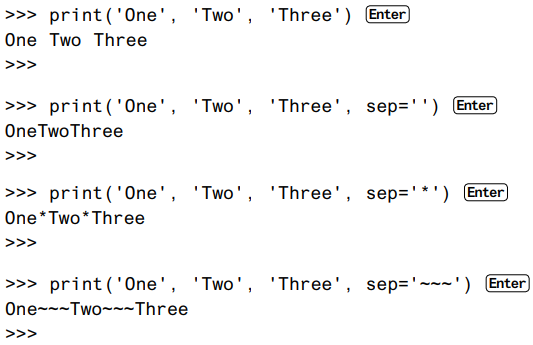 >>> print('One', 'Two', 'Three') Enter
One Two Three
>>>
>>> print('One', 'Two', 'Three', sep='') Enter
OneTwoThree
>>>
>>> print('One', 'Two', 'Three', sep='*') Enter
One*Two*Three
>>>
>>> print('One', 'Two', 'Three', sep='~~~') Enter
One~~~Two~~~Three
>>>